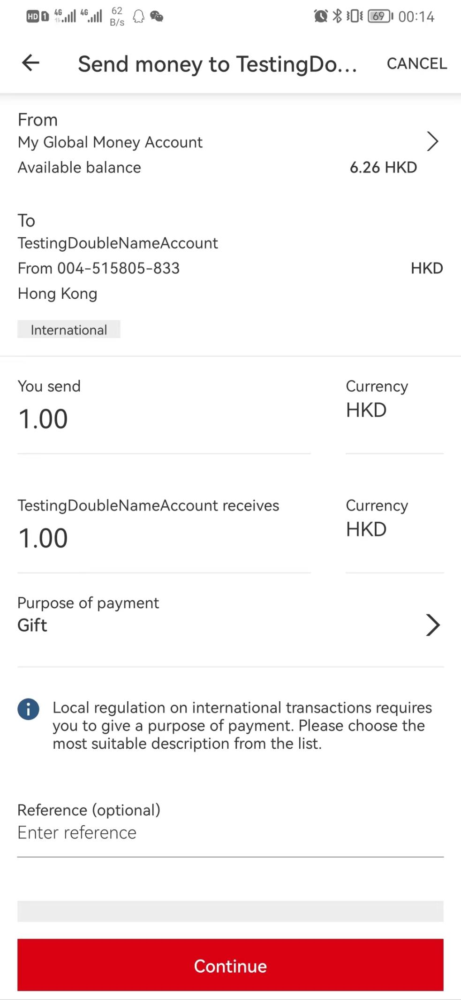 HD 1 4G 4G 62 B/s 69 00:14
Send money to TestingDo... CANCEL
From
My Global Money Account
Available balance 6.26 HKD
To
TestingDoubleNameAccount
From 004-515805-833 HKD
Hong Kong
International
You send Currency
1.00 HKD
TestingDoubleNameAccount receives Currency
1.00 HKD
Purpose of payment
Gift
Local regulation on international transactions requires
you to give a purpose of payment. Please choose the
most suitable description from the list.
Reference (optional)
Enter reference
Continue